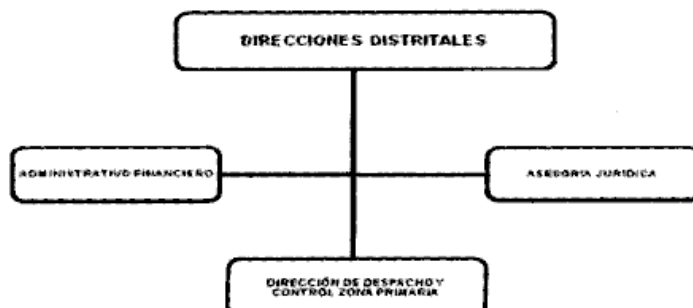 DIRECCIONES DISTRITALES
ADMINISTRATIVO FINANCIERO
ASESORIA JURIDICA
DIRECCIÓN DE DESPACHO Y
CONTROL ZONA PRIMARIA